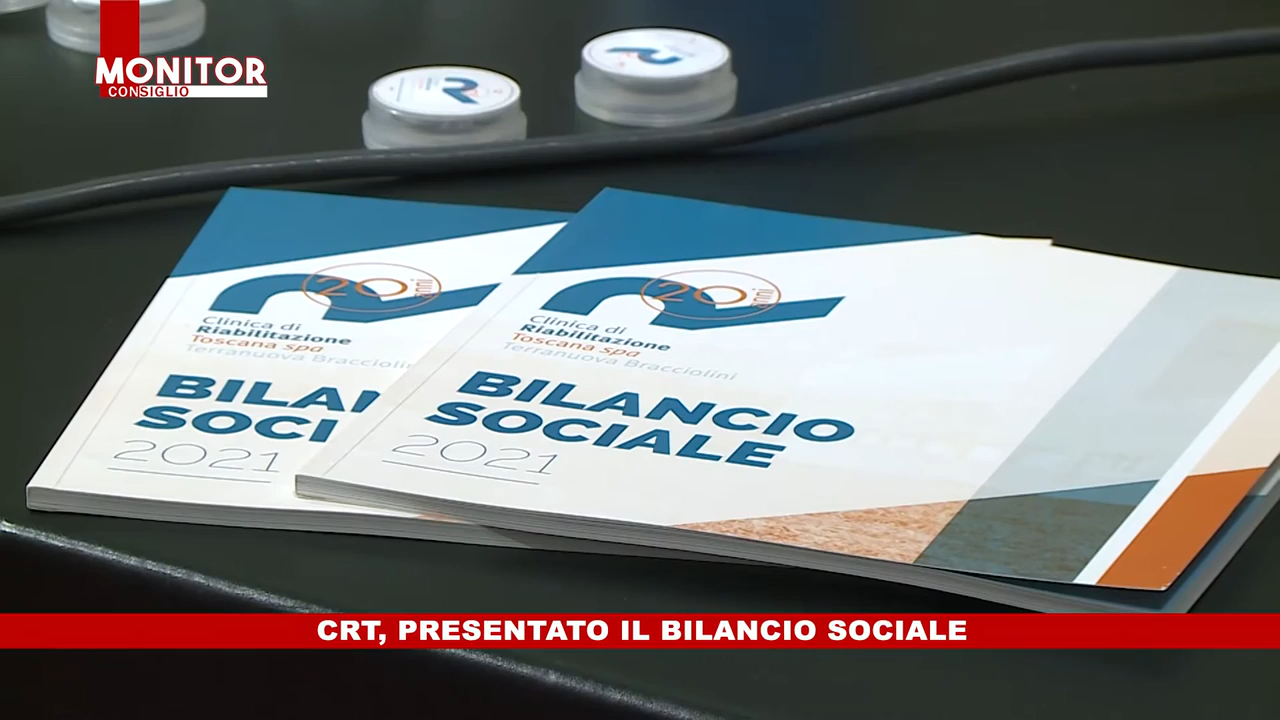 MONITOR
CONSIGLIO
20 anni
Clinica di
Riabilitazione
Toscana spa
Terranuova Bracciolini
BILAN
SOCI
2021
20 anni
Clinica di
Riabilitazione
Toscana spa
Terranuova Bracciolini
BILANCIO
SOCIALE
2021
CRT, PRESENTATO IL BILANCIO SOCIALE